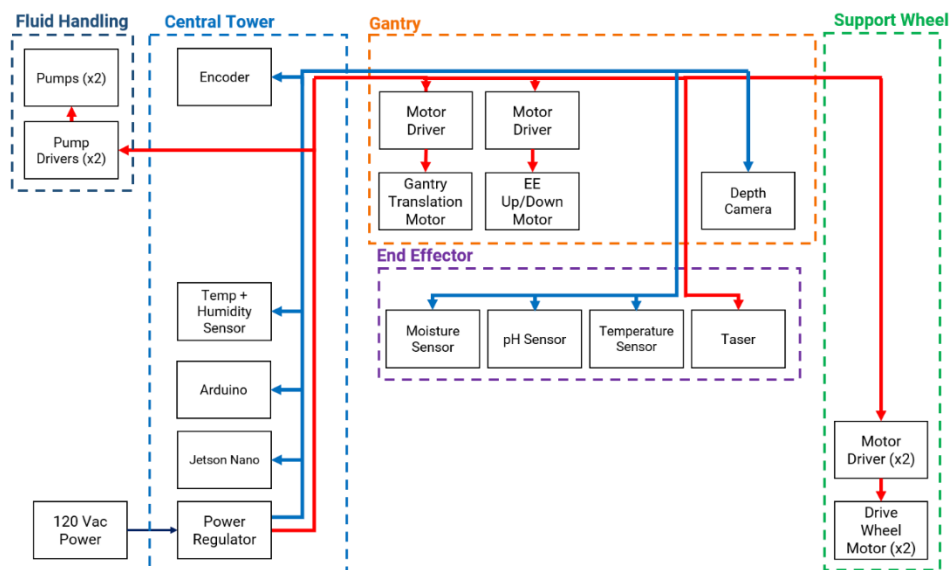 Fluid Handling
Central Tower
Gantry
Support Wheel
Pumps (x2)
Pump
Drivers (x2)
Encoder
Temp +
Humidity
Sensor
Arduino
Jetson Nano
120 Vac
Power
Power
Regulator
Motor
Driver
Motor
Driver
Gantry
Translation
Motor
EE
Up/Down
Motor
Depth
Camera
End Effector
Moisture
Sensor
pH Sensor
Temperature
Sensor
Taser
Motor
Driver (x2)
Drive
Wheel
Motor (x2)